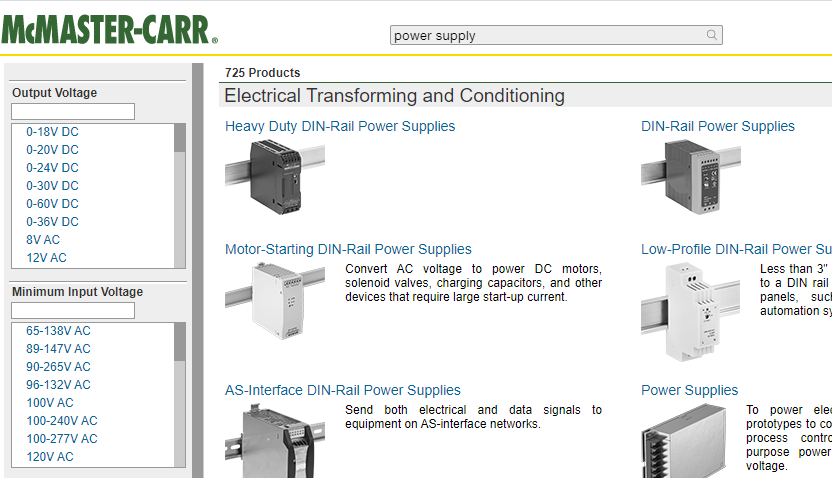 McMASTER-CARR®
power supply
Output Voltage
0-18V DC
0-20V DC
0-24V DC
0-30V DC
0-60V DC
0-36V DC
8V AC
12V AC
Minimum Input Voltage
65-138V AC
89-147V AC
90-265V AC
96-132V AC
100V AC
100-240V AC
100-277V AC
120V AC
725 Products
Electrical Transforming and Conditioning
Heavy Duty DIN-Rail Power Supplies
DIN-Rail Power Supplies
Motor-Starting DIN-Rail Power Supplies
Convert AC voltage to power DC motors,
solenoid valves, charging capacitors, and other
devices that require large start-up current.
Low-Profile DIN-Rail Power Su
Less than 3"
to a DIN rail
panels, suc
automation sy
AS-Interface DIN-Rail Power Supplies
Send both electrical and data signals to
equipment on AS-interface networks.
Power Supplies
To power elec
prototypes to co
process contro
purpose power
voltage.